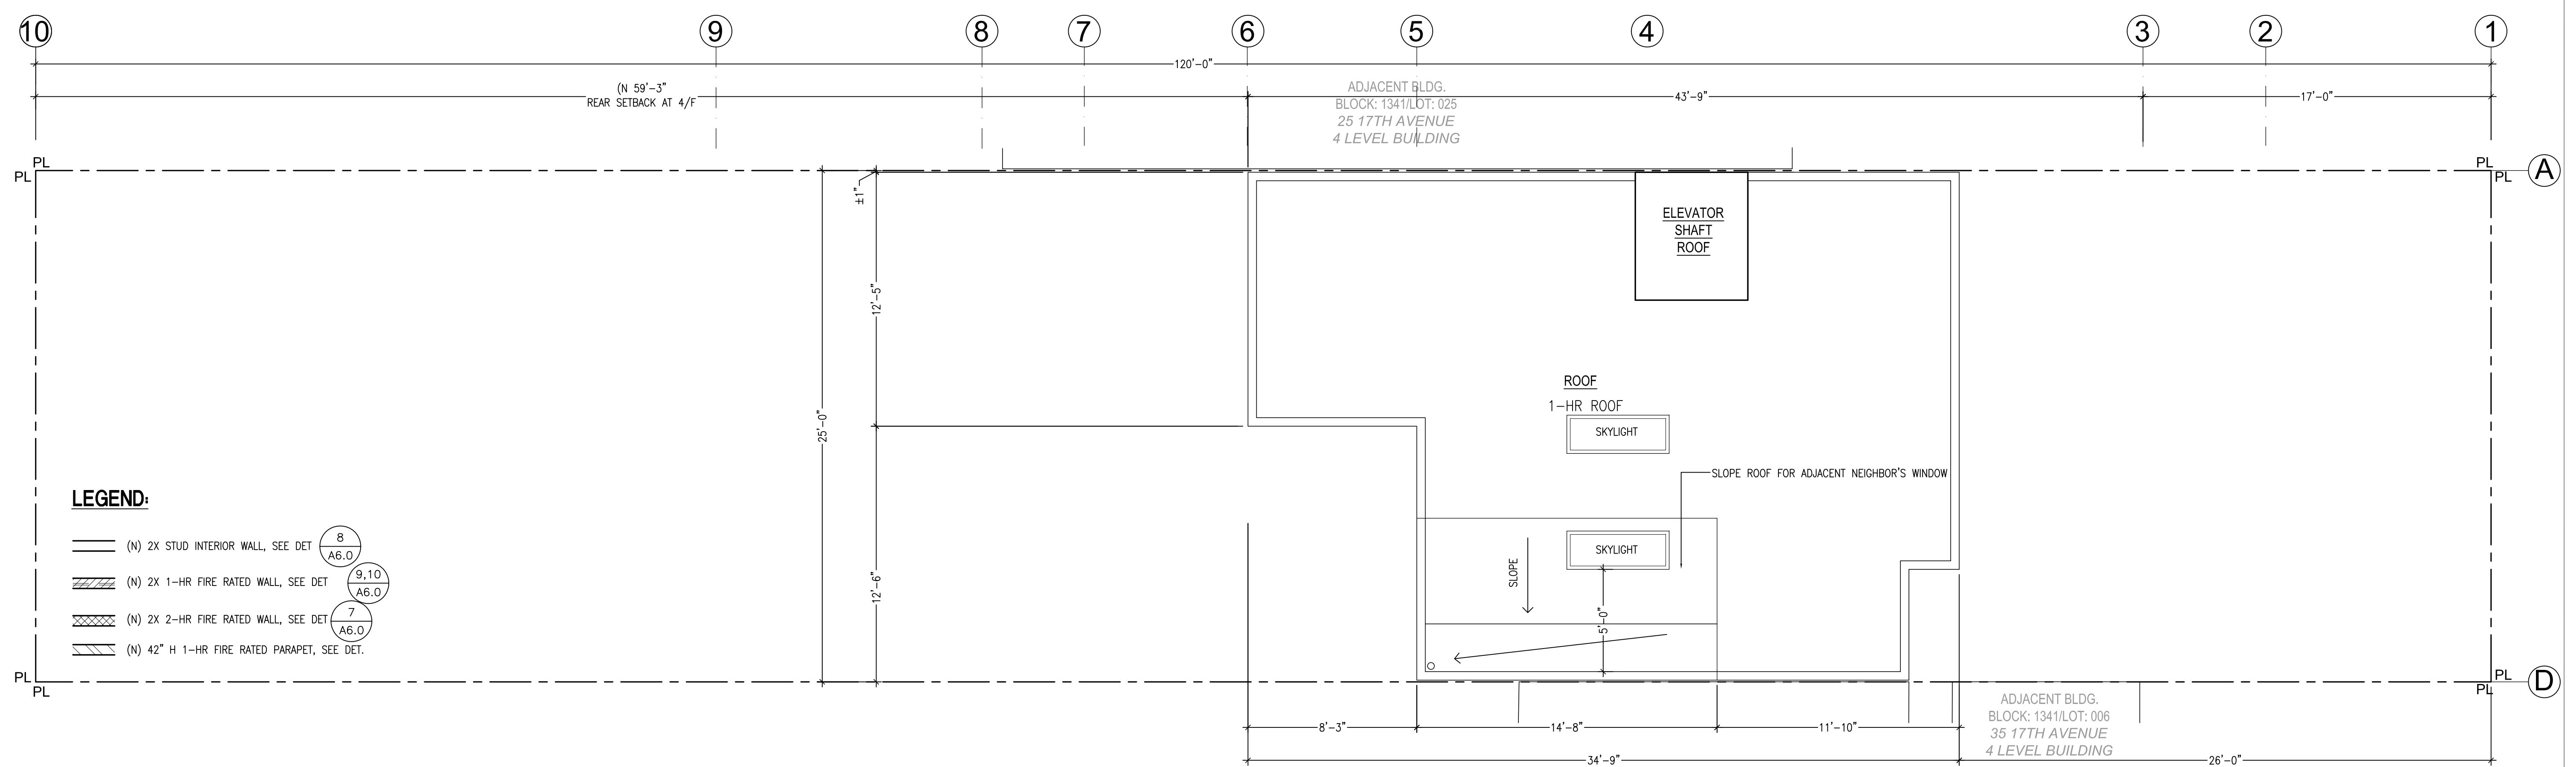 10 9 8 7 6 5 4 3 2 1
120'-0"
(N 59'-3"
REAR SETBACK AT 4/F
43'-9"
17'-0"
ADJACENT BLDG.
BLOCK: 1341/LOT: 025
25 17TH AVENUE
4 LEVEL BUILDING
PL
PL
PL
PL
A
±1"
12'-5"
25'-0"
12'-6"
ELEVATOR
SHAFT
ROOF
ROOF
1-HR ROOF
SKYLIGHT
SLOPE ROOF FOR ADJACENT NEIGHBOR'S WINDOW
SKYLIGHT
SLOPE
5'-0"
LEGEND:
(N) 2X STUD INTERIOR WALL, SEE DET 8 A6.0
(N) 2X 1-HR FIRE RATED WALL, SEE DET 9,10 A6.0
(N) 2X 2-HR FIRE RATED WALL, SEE DET 7 A6.0
(N) 42" H 1-HR FIRE RATED PARAPET, SEE DET.
PL
PL
PL
PL
D
8'-3"
14'-8"
11'-10"
34'-9"
26'-0"
ADJACENT BLDG.
BLOCK: 1341/LOT: 006
35 17TH AVENUE
4 LEVEL BUILDING